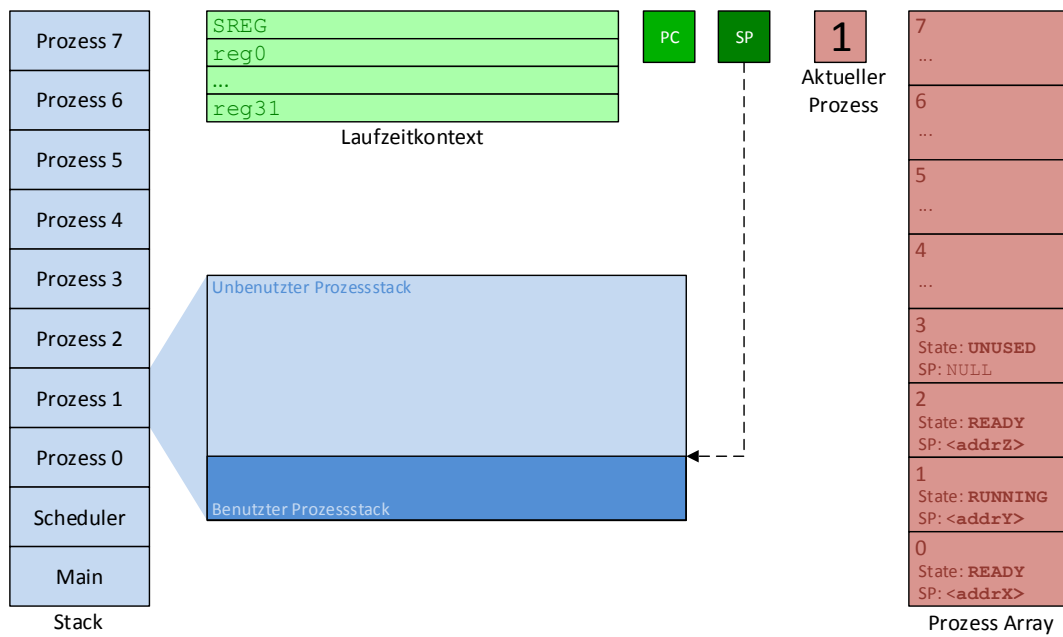 Prozess 7
Prozess 6
Prozess 5
Prozess 4
Prozess 3
Prozess 2
Prozess 1
Prozess 0
Scheduler
Main
Stack
SREG
reg0
...
reg31
Laufzeitkontext
PC
SP
1
Aktueller
Prozess
Unbenutzter Prozessstack
Benutzter Prozessstack
7
...
6
...
5
...
4
...
3
State: UNUSED
SP: NULL
2
State: READY
SP: <addrZ>
1
State: RUNNING
SP: <addrY>
0
State: READY
SP: <addrX>
Prozess Array